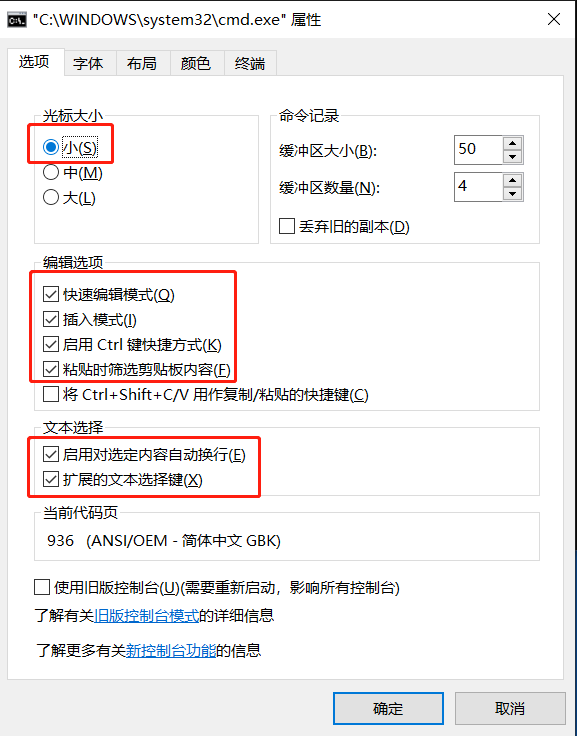 "C:\WINDOWS\system32\cmd.exe" 属性
选项 字体 布局 颜色 终端
光标大小
小(S)
中(M)
大(L)
命令记录
缓冲区大小(B): 50
缓冲区数量(N): 4
丢弃旧的副本(D)
编辑选项
快速编辑模式(Q)
插入模式(I)
启用 Ctrl 键快捷方式(K)
粘贴时筛选剪贴板内容(F)
将 Ctrl+Shift+C/V 用作复制/粘贴的快捷键(C)
文本选择
启用对选定内容自动换行(E)
扩展的文本选择键(X)
当前代码页
936 (ANSI/OEM - 简体中文 GBK)
使用旧版控制台(U)(需要重新启动，影响所有控制台)
了解有关旧版控制台模式的详细信息
了解更多有关新控制台功能的信息
确定 取消